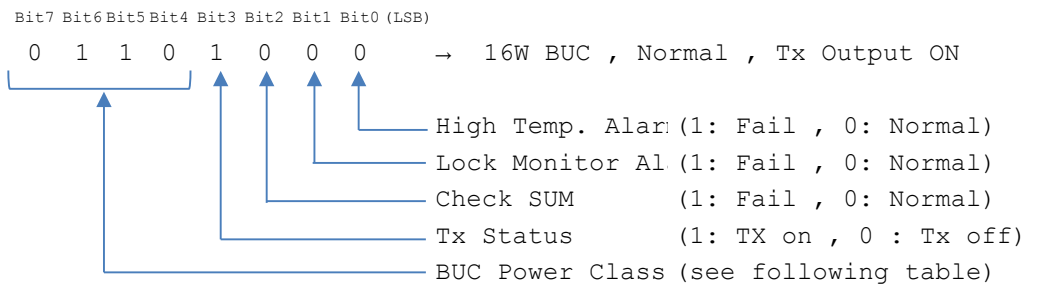 Bit7 Bit6 Bit5 Bit4 Bit3 Bit2 Bit1 Bit0 (LSB)
0 1 1 0 1 0 0 0 → 16W BUC , Normal , Tx Output ON
High Temp. Alar (1: Fail , 0: Normal)
Lock Monitor Al (1: Fail , 0: Normal)
Check SUM (1: Fail , 0: Normal)
Tx Status (1: TX on , 0 : Tx off)
BUC Power Class (see following table)